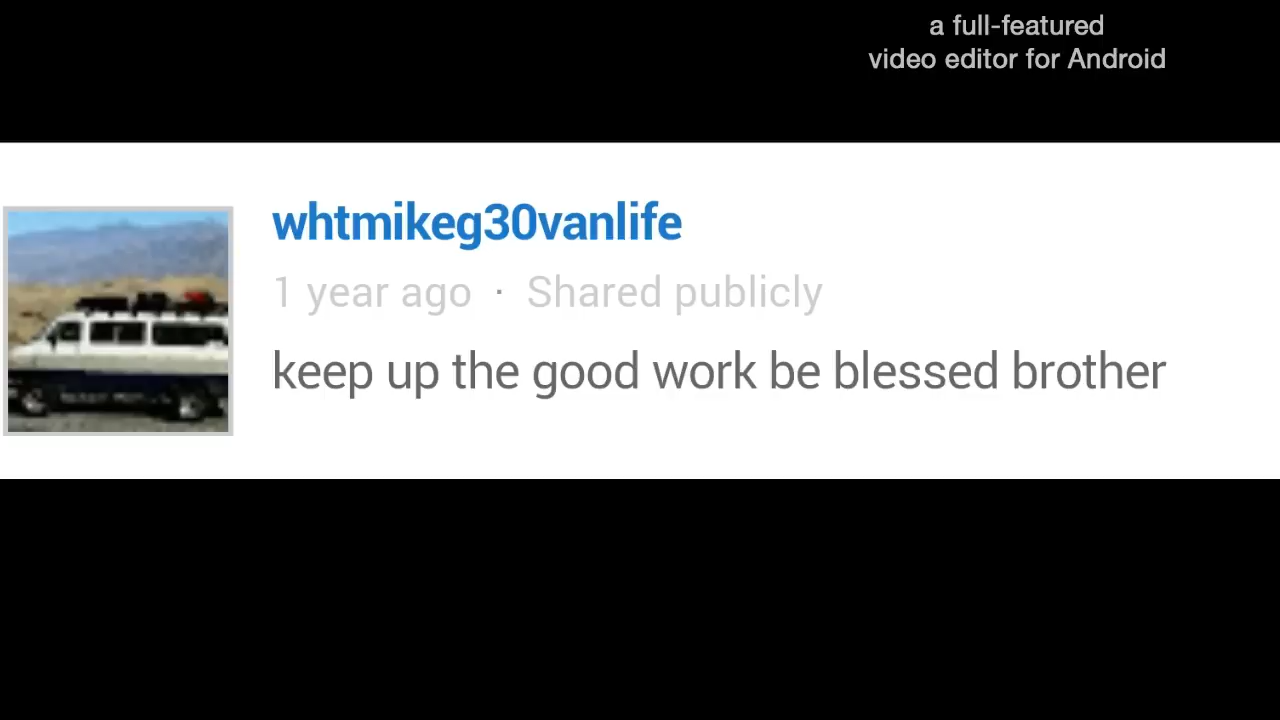 a full-featured
video editor for Android
whtmikeg30vanlife
1 year ago · Shared publicly
keep up the good work be blessed brother